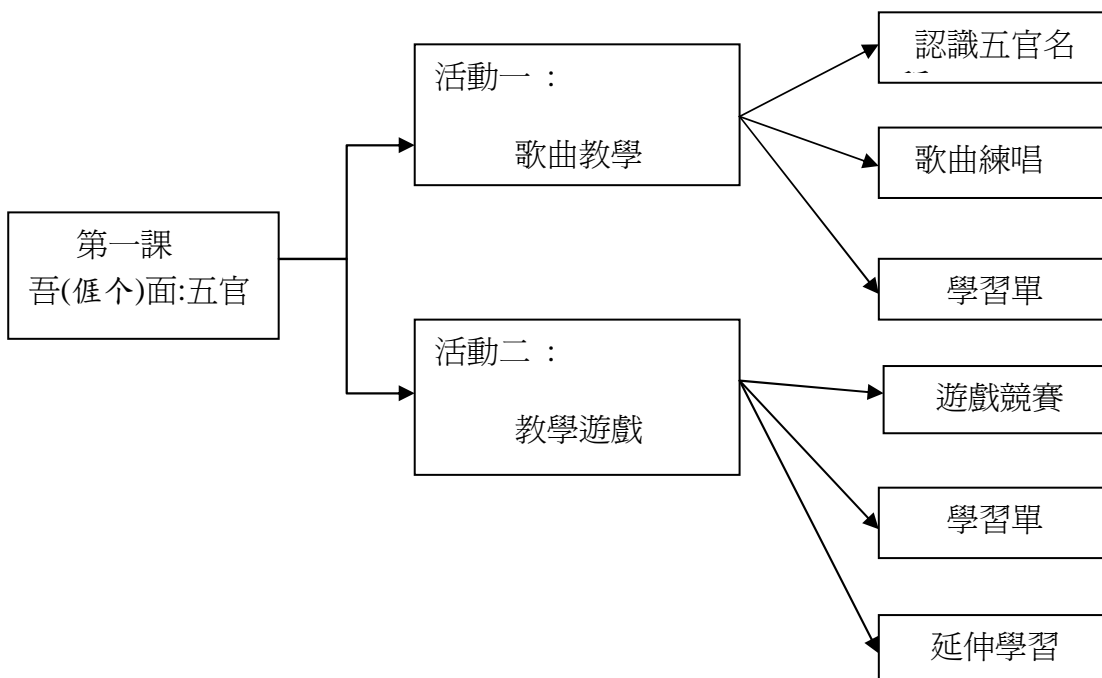 第一課
吾(𠊎个)面:五官
活動一 :
歌曲教學
認識五官名
歌曲練唱
學習單
活動二 :
教學遊戲
遊戲競賽
學習單
延伸學習